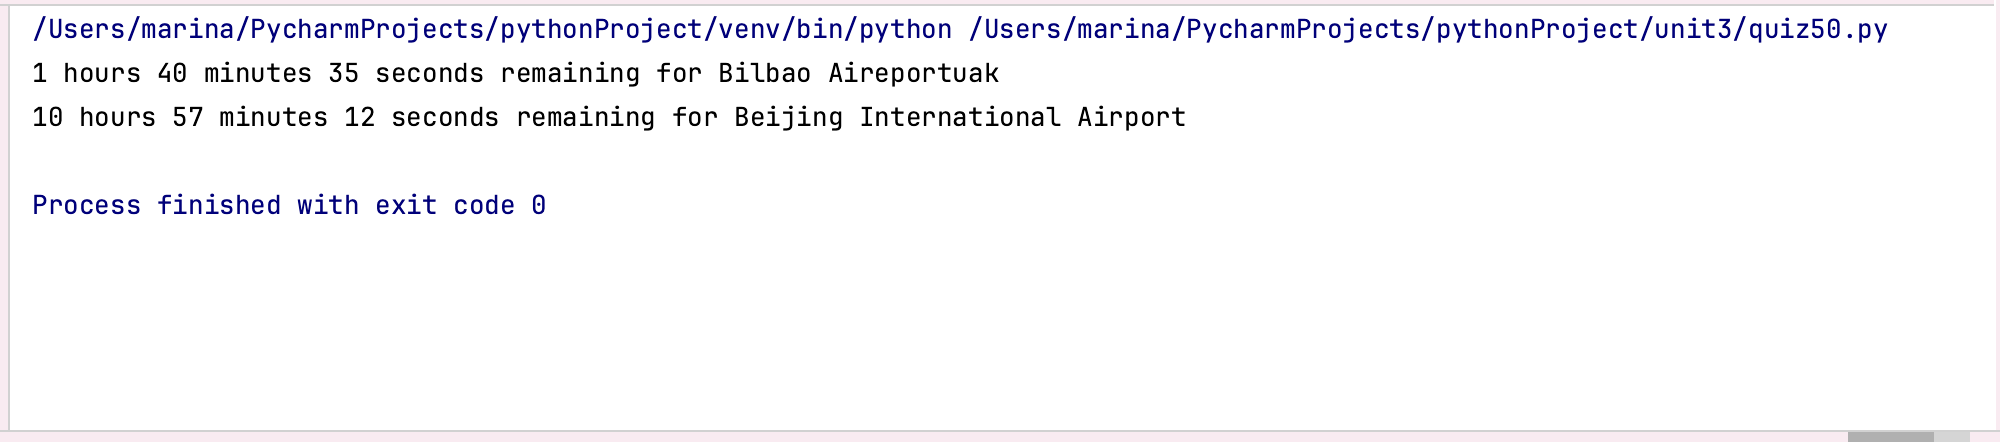 /Users/marina/PycharmProjects/pythonProject/venv/bin/python /Users/marina/PycharmProjects/pythonProject/unit3/quiz50.py
1 hours 40 minutes 35 seconds remaining for Bilbao Aireportuak
10 hours 57 minutes 12 seconds remaining for Beijing International Airport
Process finished with exit code 0